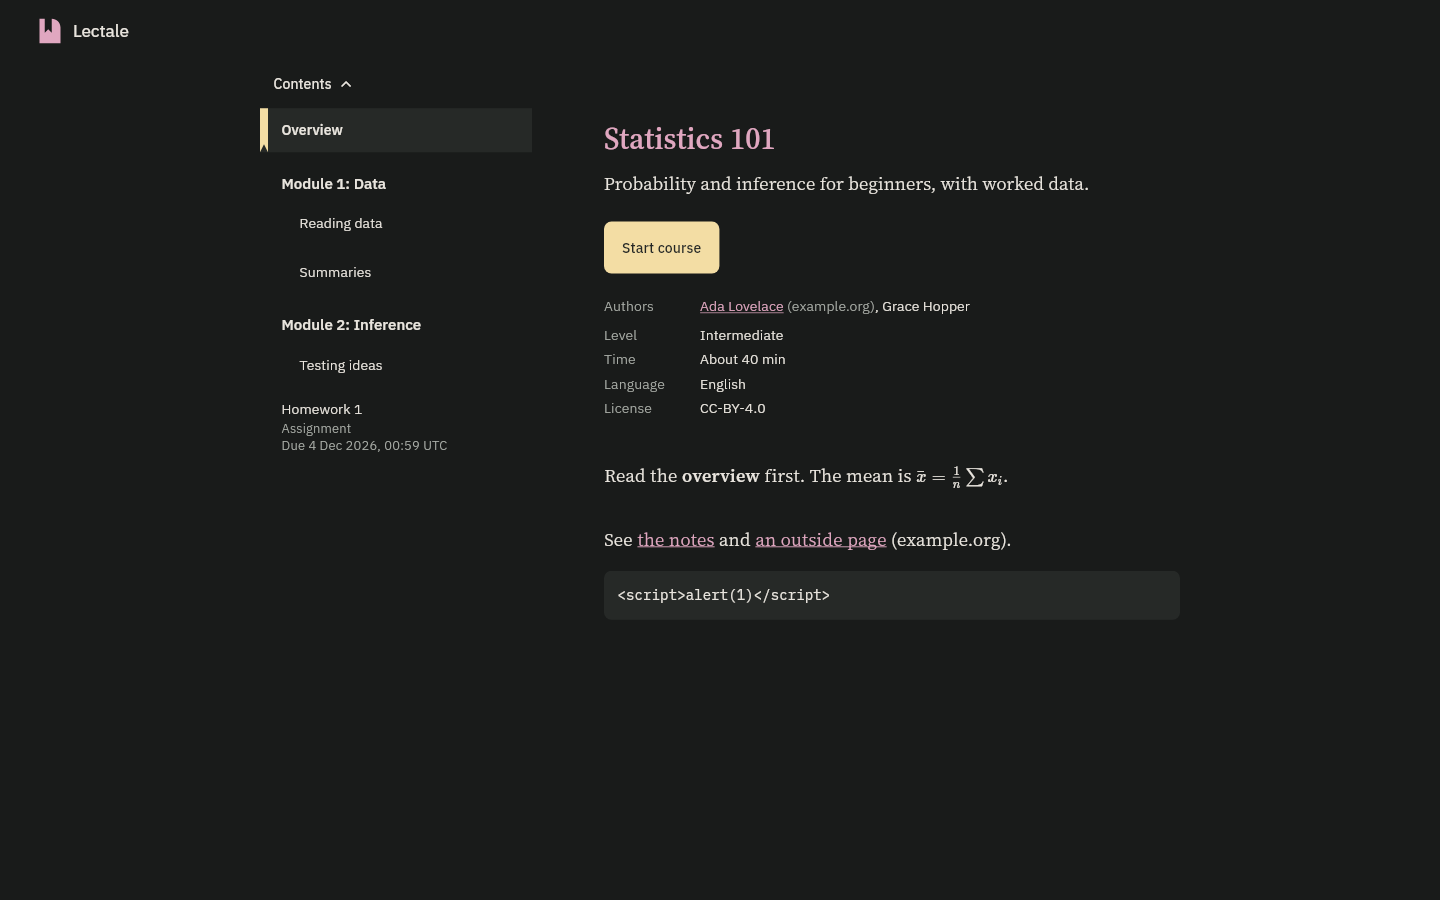 Lectale
Contents
Overview
Module 1: Data
Reading data
Summaries
Module 2: Inference
Testing ideas
Homework 1
Assignment
Due 4 Dec 2026, 00:59 UTC
Statistics 101
Probability and inference for beginners, with worked data.
Start course
Authors Ada Lovelace (example.org), Grace Hopper
Level Intermediate
Time About 40 min
Language English
License CC-BY-4.0
Read the overview first. The mean is x̄ = 1/n ∑ xᵢ.
See the notes and an outside page (example.org).
<script>alert(1)</script>